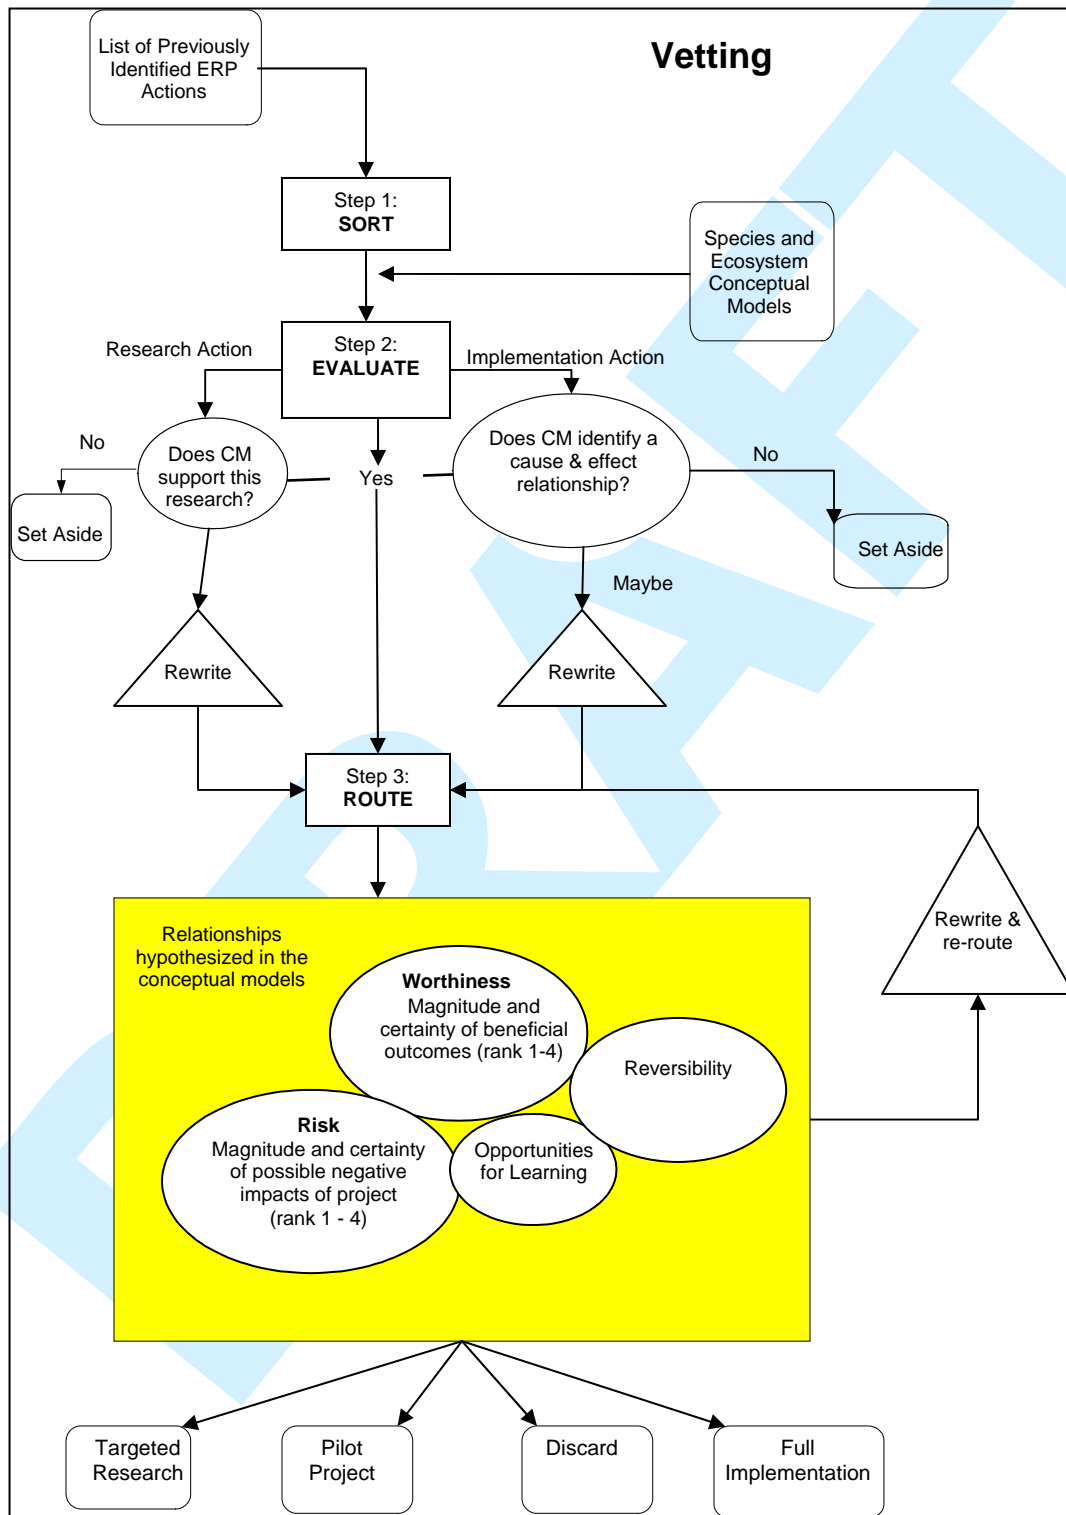 Vetting
List of Previously
Identified ERP
Actions
Step 1:
SORT
Species and
Ecosystem
Conceptual
Models
Research Action
Step 2:
EVALUATE
Implementation Action
No
Does CM
support this
research?
Yes
Does CM identify a
cause & effect
relationship?
No
Set Aside
Set Aside
Maybe
Rewrite
Rewrite
Step 3:
ROUTE
Rewrite &
re-route
Relationships
hypothesized in the
conceptual models
Worthiness
Magnitude and
certainty of beneficial
outcomes (rank 1-4)
Reversibility
Risk
Magnitude and certainty
of possible negative
impacts of project
(rank 1 - 4)
Opportunities
for Learning
Targeted
Research
Pilot
Project
Discard
Full
Implementation
DRAFT